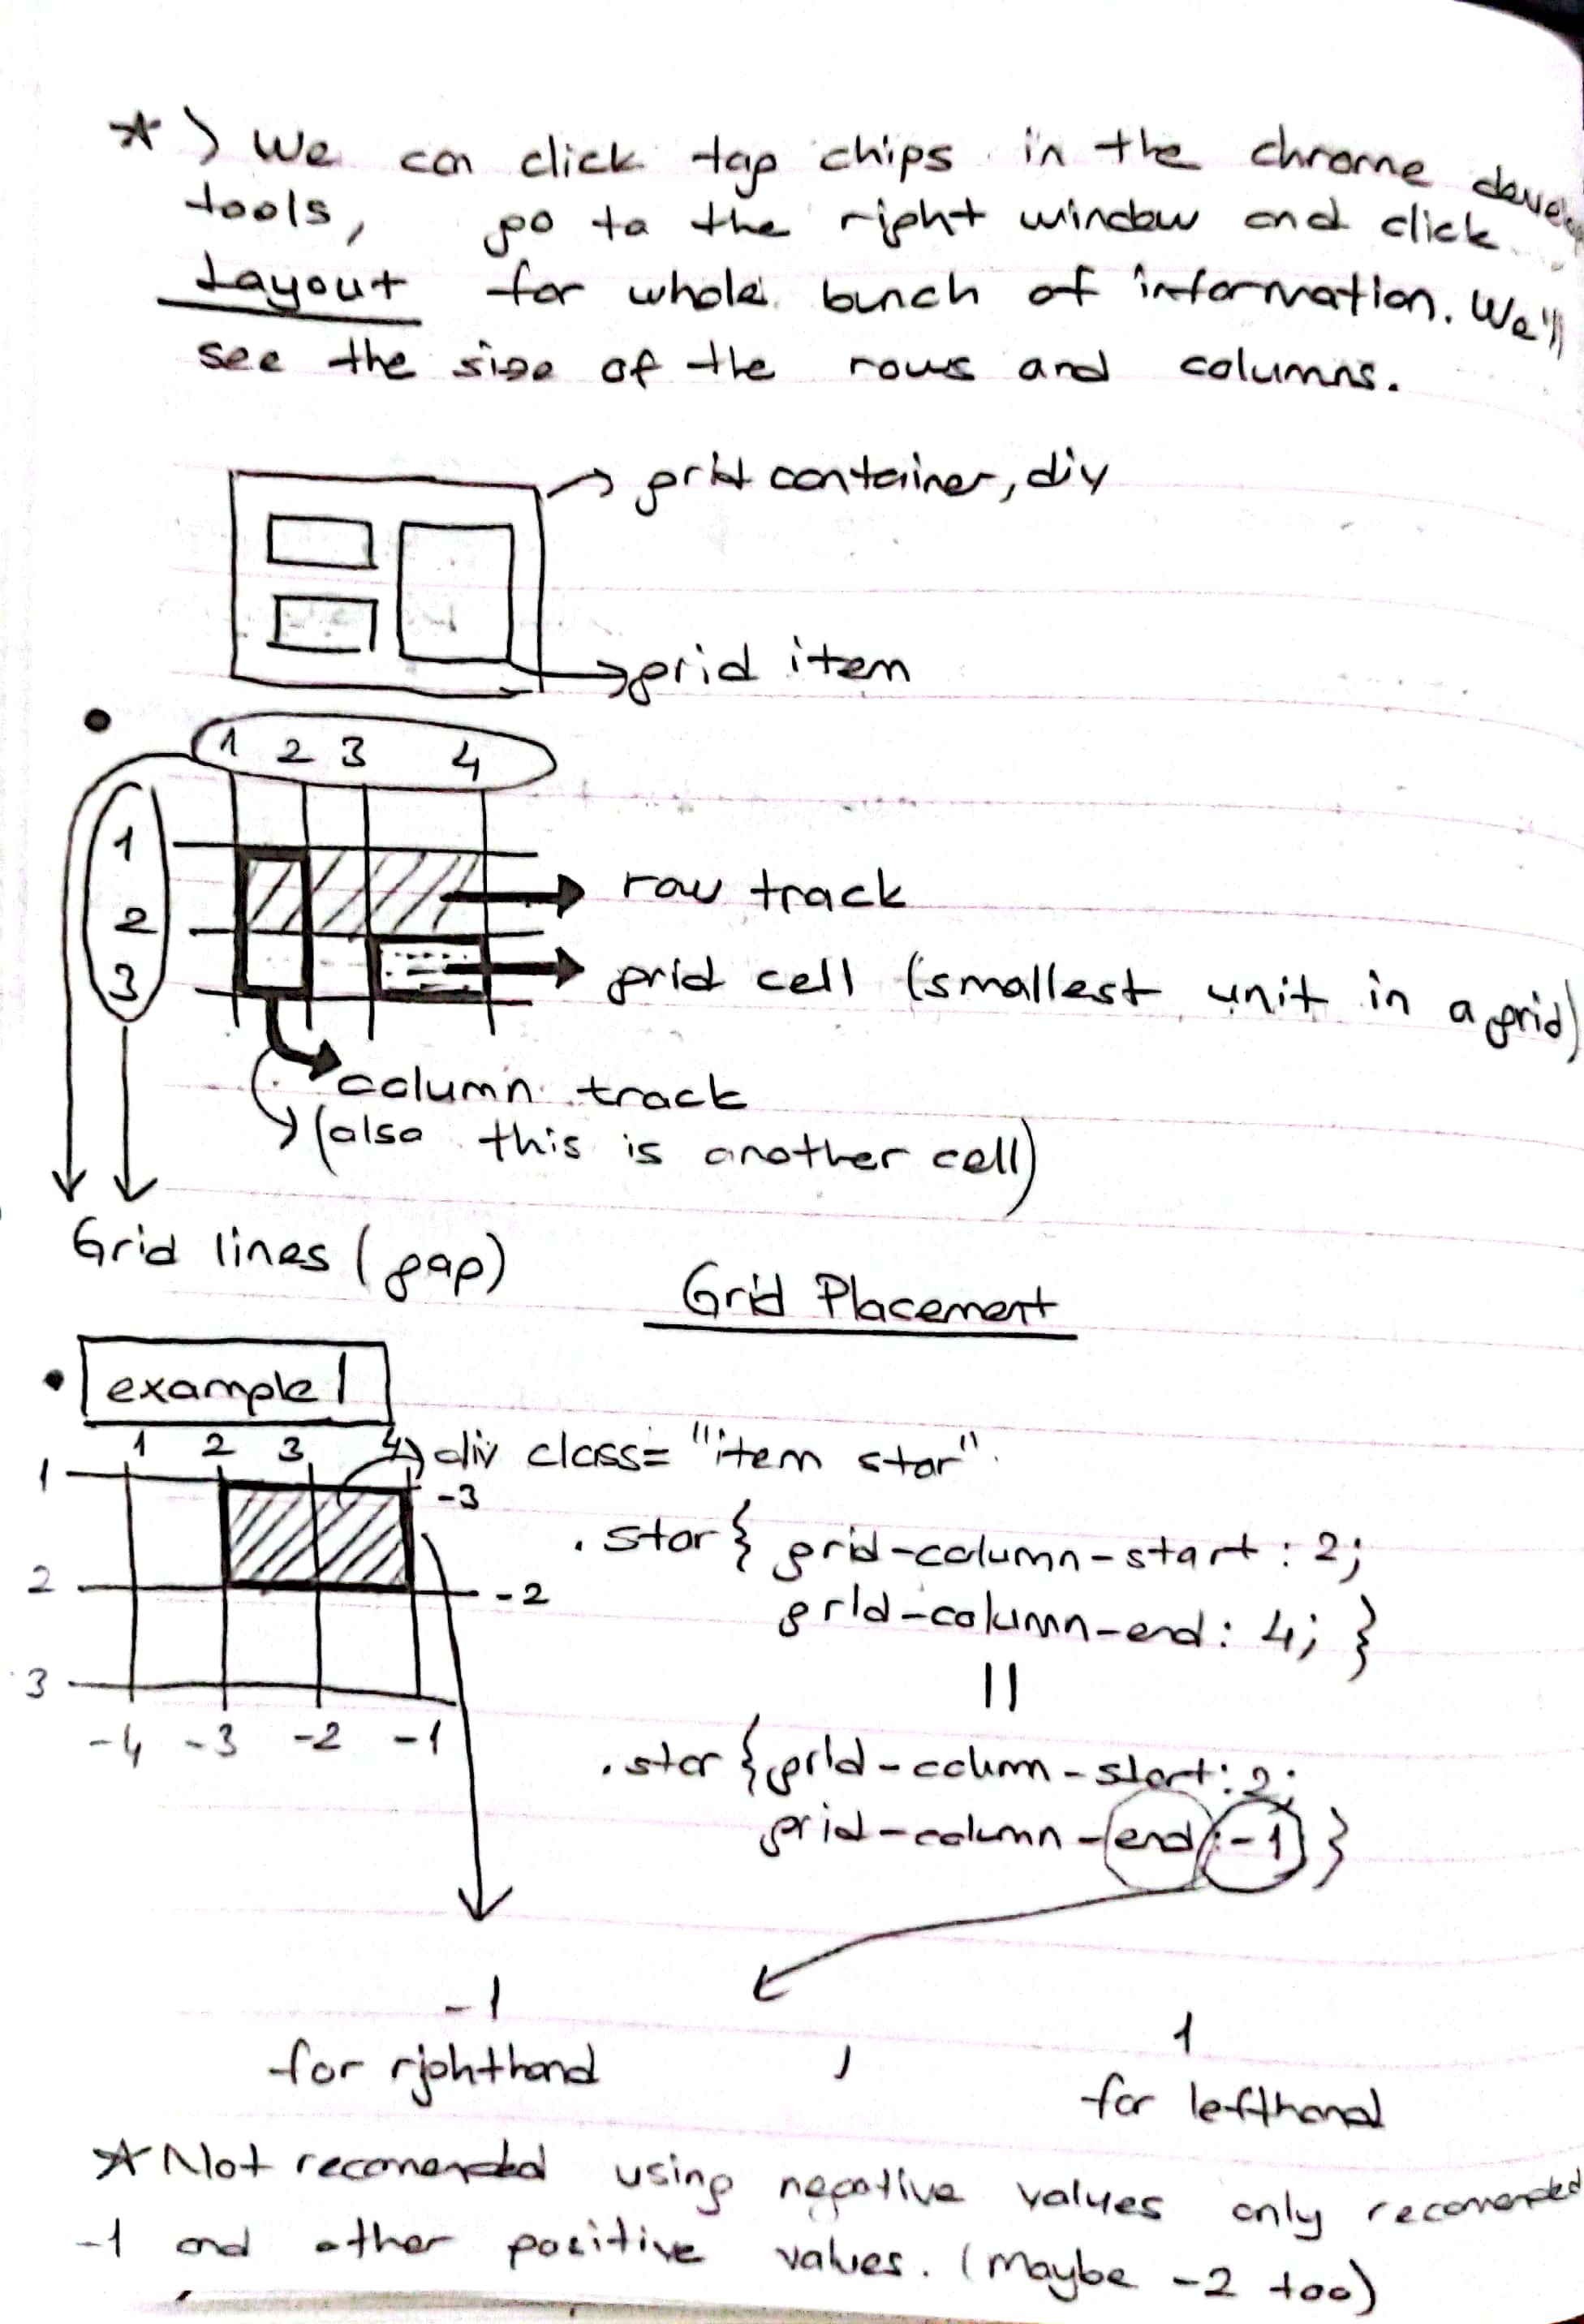 ☆> We can click tap chips in the chrome
tools, go to the right window and click
Layout for whole bunch of information. We'll
see the size of the rows and columns.
grid container, div
grid item
1 2 3 4
1
row track
2
grid cell (smallest unit in a grid)
3
column track
(also this is another cell)
Grid lines (gap)
Grid Placement
example 1
1 2 3 4 div class= "item star"
1 -3
.star { grid-column-start : 2;
2 -2
grid-column-end: 4; }
3
||
-4 -3 -2 -1
.star { grid-column-start: 2;
grid-column-end: -1 }
-1 , 1
for righthand for lefthand
☆ Not recomended using negative values only recomended
-1 and other positive values. (Maybe -2 too)